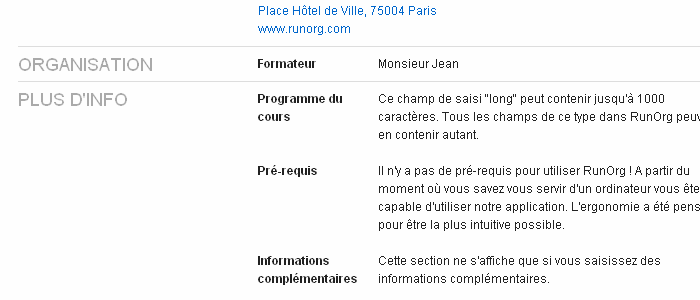 Place Hôtel de Ville, 75004 Paris
www.runorg.com
ORGANISATION
Formateur
Monsieur Jean
PLUS D'INFO
Programme du
cours
Ce champ de saisi "long" peut contenir jusqu'à 1000
caractères. Tous les champs de ce type dans RunOrg peuv
en contenir autant.
Pré-requis
Il n'y a pas de pré-requis pour utiliser RunOrg ! A partir du
moment où vous savez vous servir d'un ordinateur vous ête
capable d'utiliser notre application. L'ergonomie a été pens
pour être la plus intuitive possible.
Informations
complémentaires
Cette section ne s'affiche que si vous saisissez des
informations complémentaires.